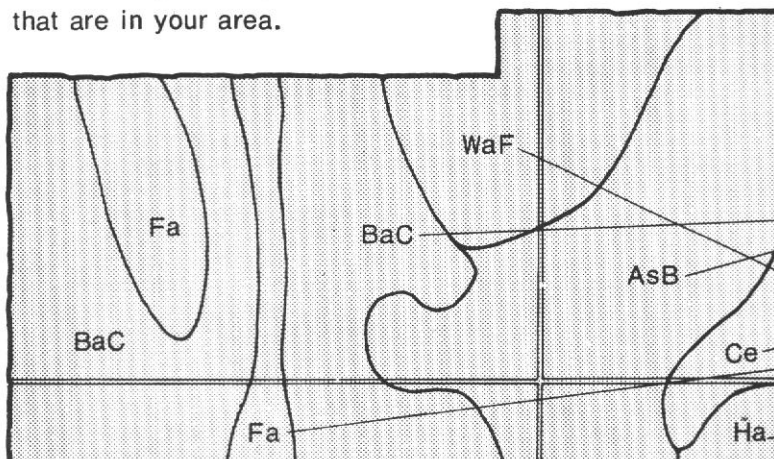 that are in your area.
WaF
Fa
BaC
AsB
BaC
Ce
Fa
Ha